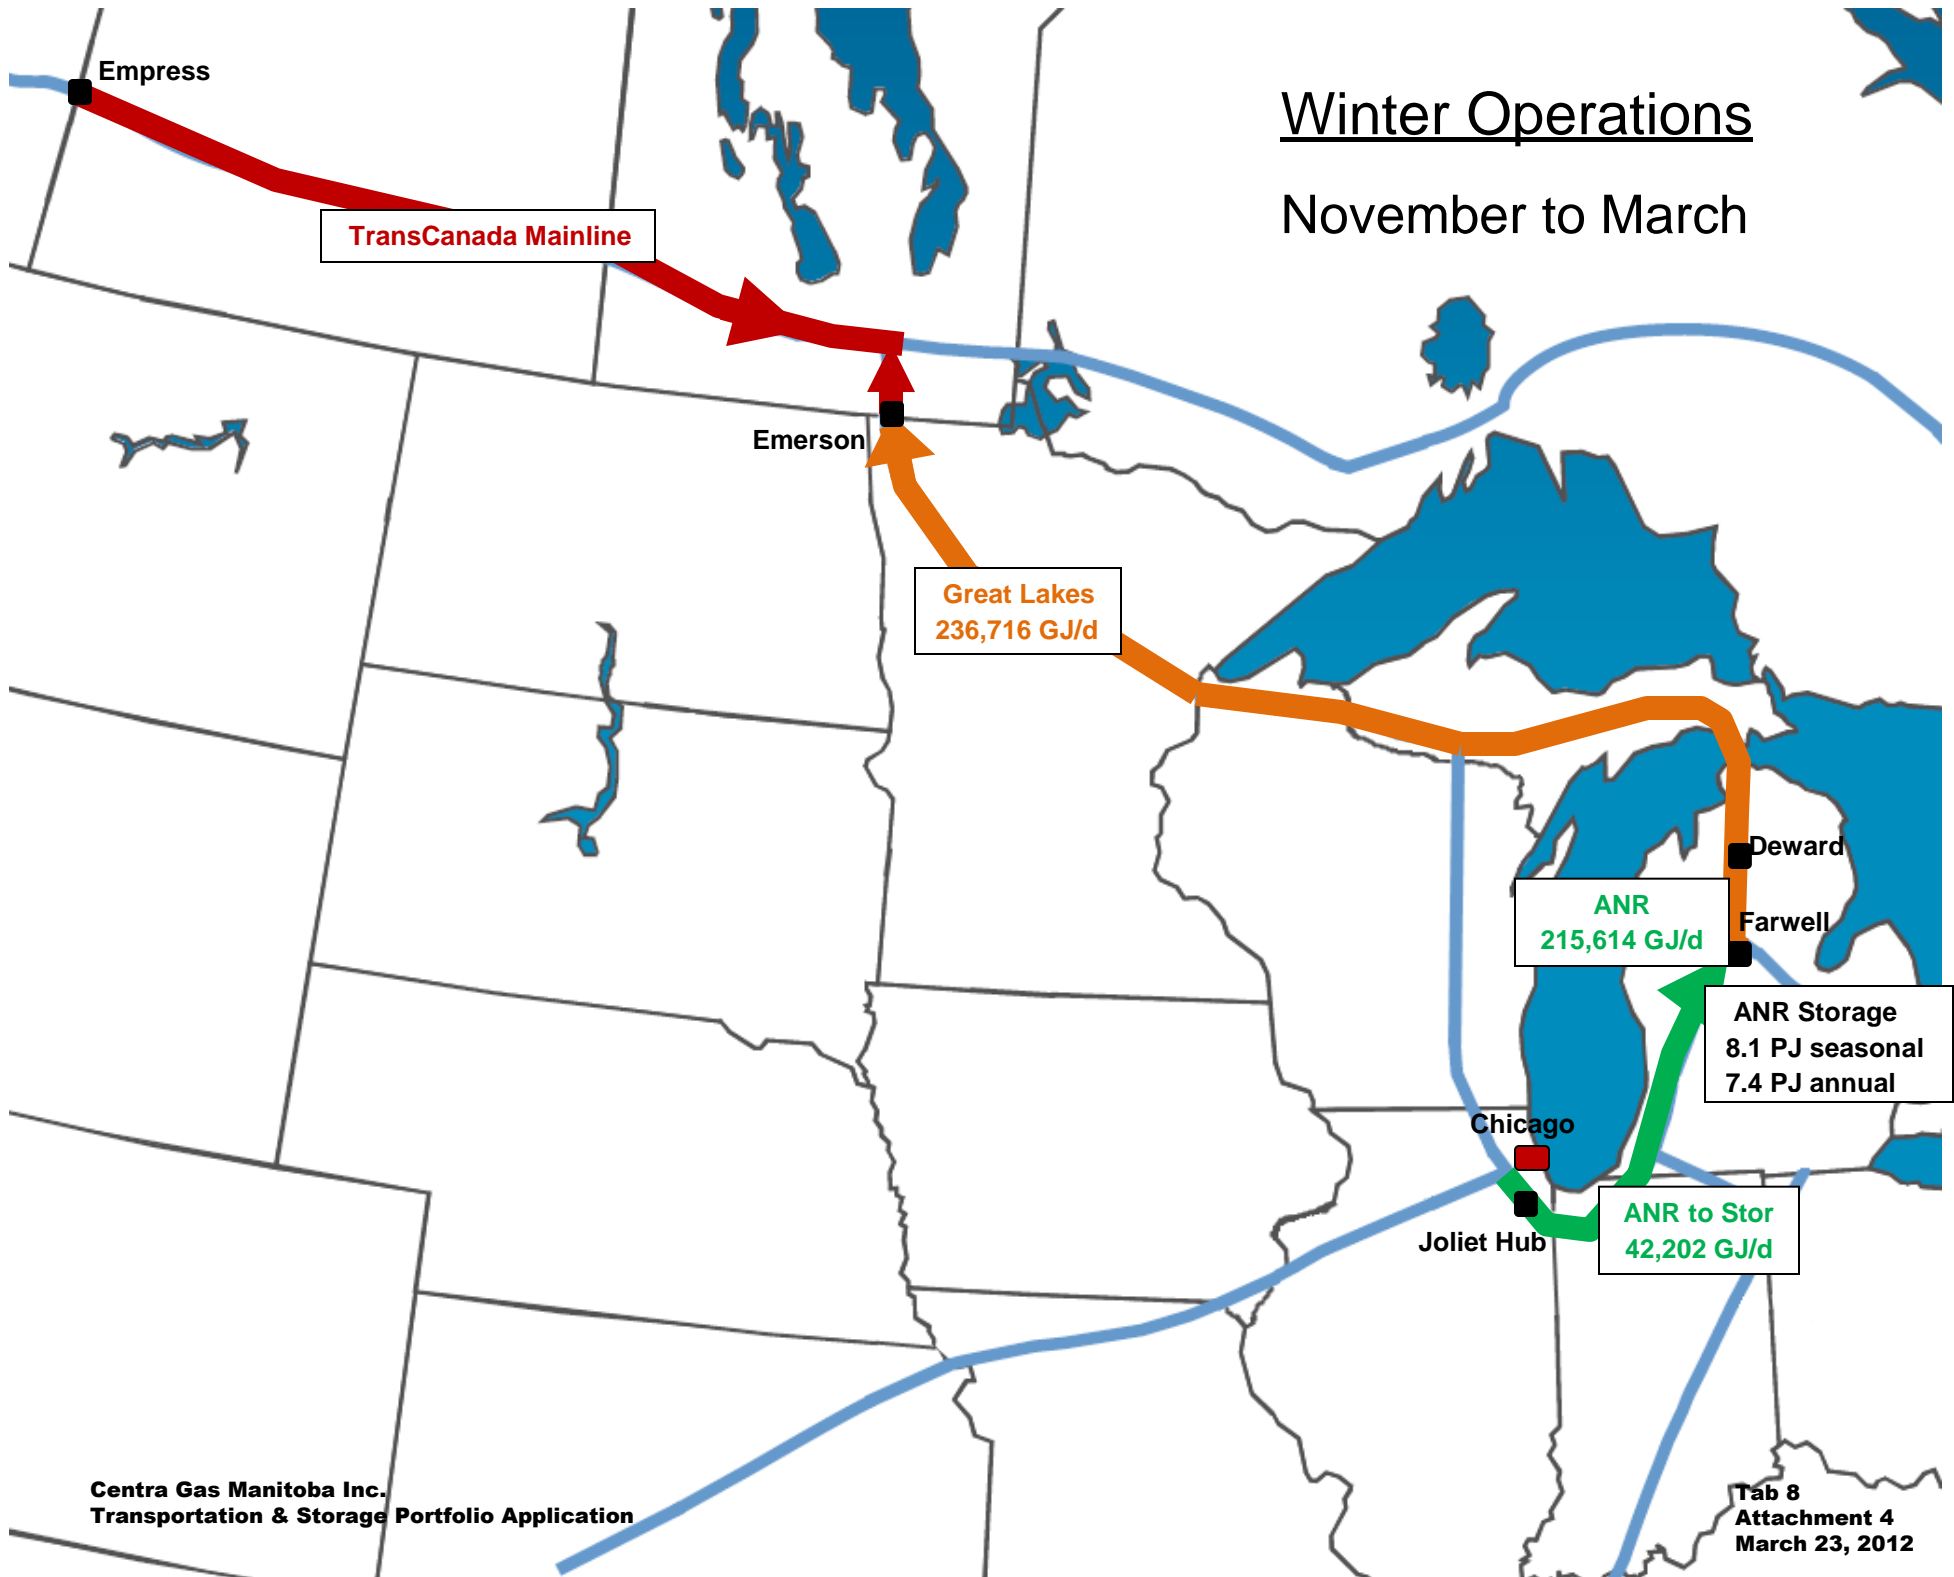 Empress
Winter Operations
November to March
TransCanada Mainline
Emerson
Great Lakes
236,716 GJ/d
Deward
ANR
215,614 GJ/d
Farwell
ANR Storage
8.1 PJ seasonal
7.4 PJ annual
Chicago
Joliet Hub
ANR to Stor
42,202 GJ/d
Centra Gas Manitoba Inc.
Transportation & Storage Portfolio Application
Tab 8
Attachment 4
March 23, 2012